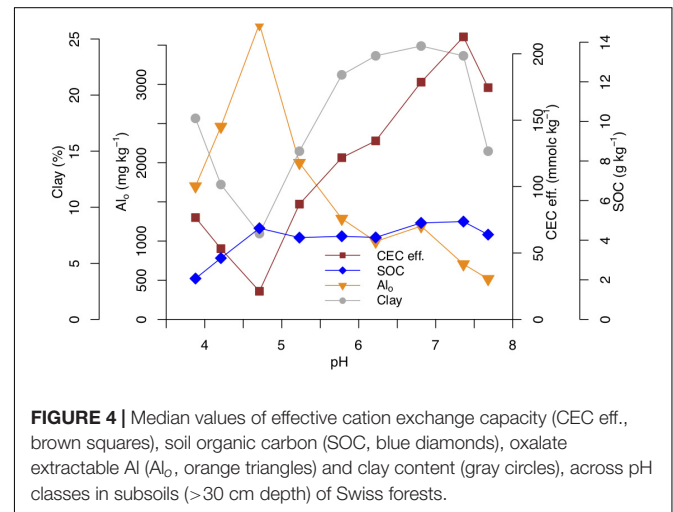 25
20
15
10
5
0
Clay (%)
3000
2000
1000
500
0
Alₒ (mg kg⁻¹)
200
150
100
50
0
CEC eff. (mmolc kg⁻¹)
14
12
10
8
6
4
2
0
SOC (g kg⁻¹)
CEC eff.
SOC
Alₒ
Clay
4 5 6 7 8
pH
FIGURE 4 | Median values of effective cation exchange capacity (CEC eff.,
brown squares), soil organic carbon (SOC, blue diamonds), oxalate
extractable Al (Alₒ, orange triangles) and clay content (gray circles), across pH
classes in subsoils (>30 cm depth) of Swiss forests.